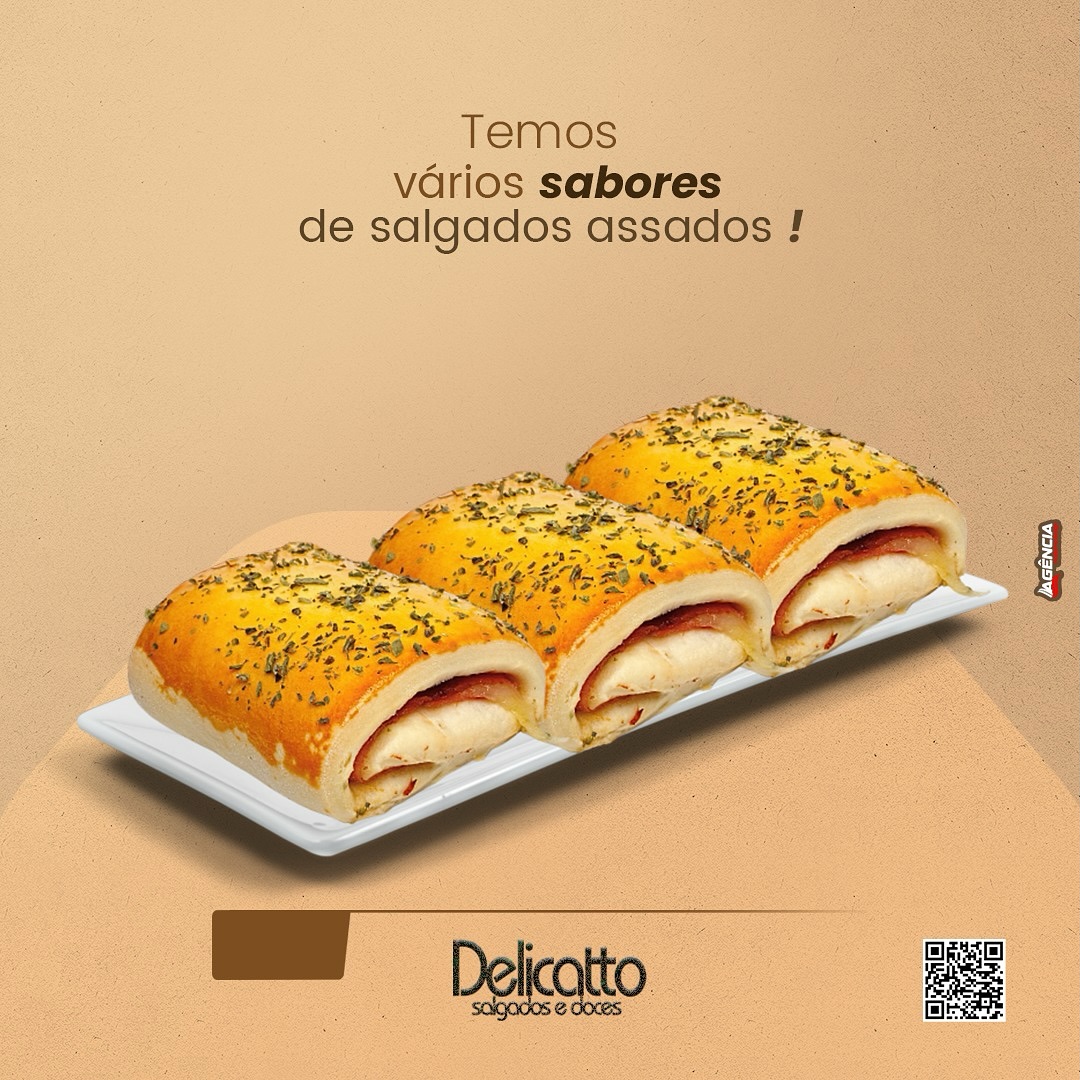 Temos
vários sabores
de salgados assados !
AGÊNCIA
Delicatto
salgados e doces